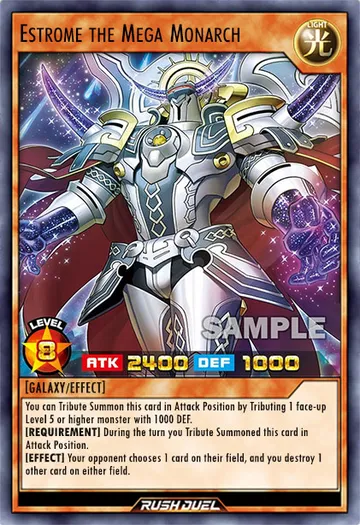 ESTROME THE MEGA MONARCH
LIGHT
光
SAMPLE
LEVEL
8
ATK 2400 DEF 1000
[GALAXY/EFFECT]
You can Tribute Summon this card in Attack Position by Tributing 1 face-up
Level 5 or higher monster with 1000 DEF.
[REQUIREMENT] During the turn you Tribute Summoned this card in
Attack Position.
[EFFECT] Your opponent chooses 1 card on their field, and you destroy 1
other card on either field.
RUSH DUEL